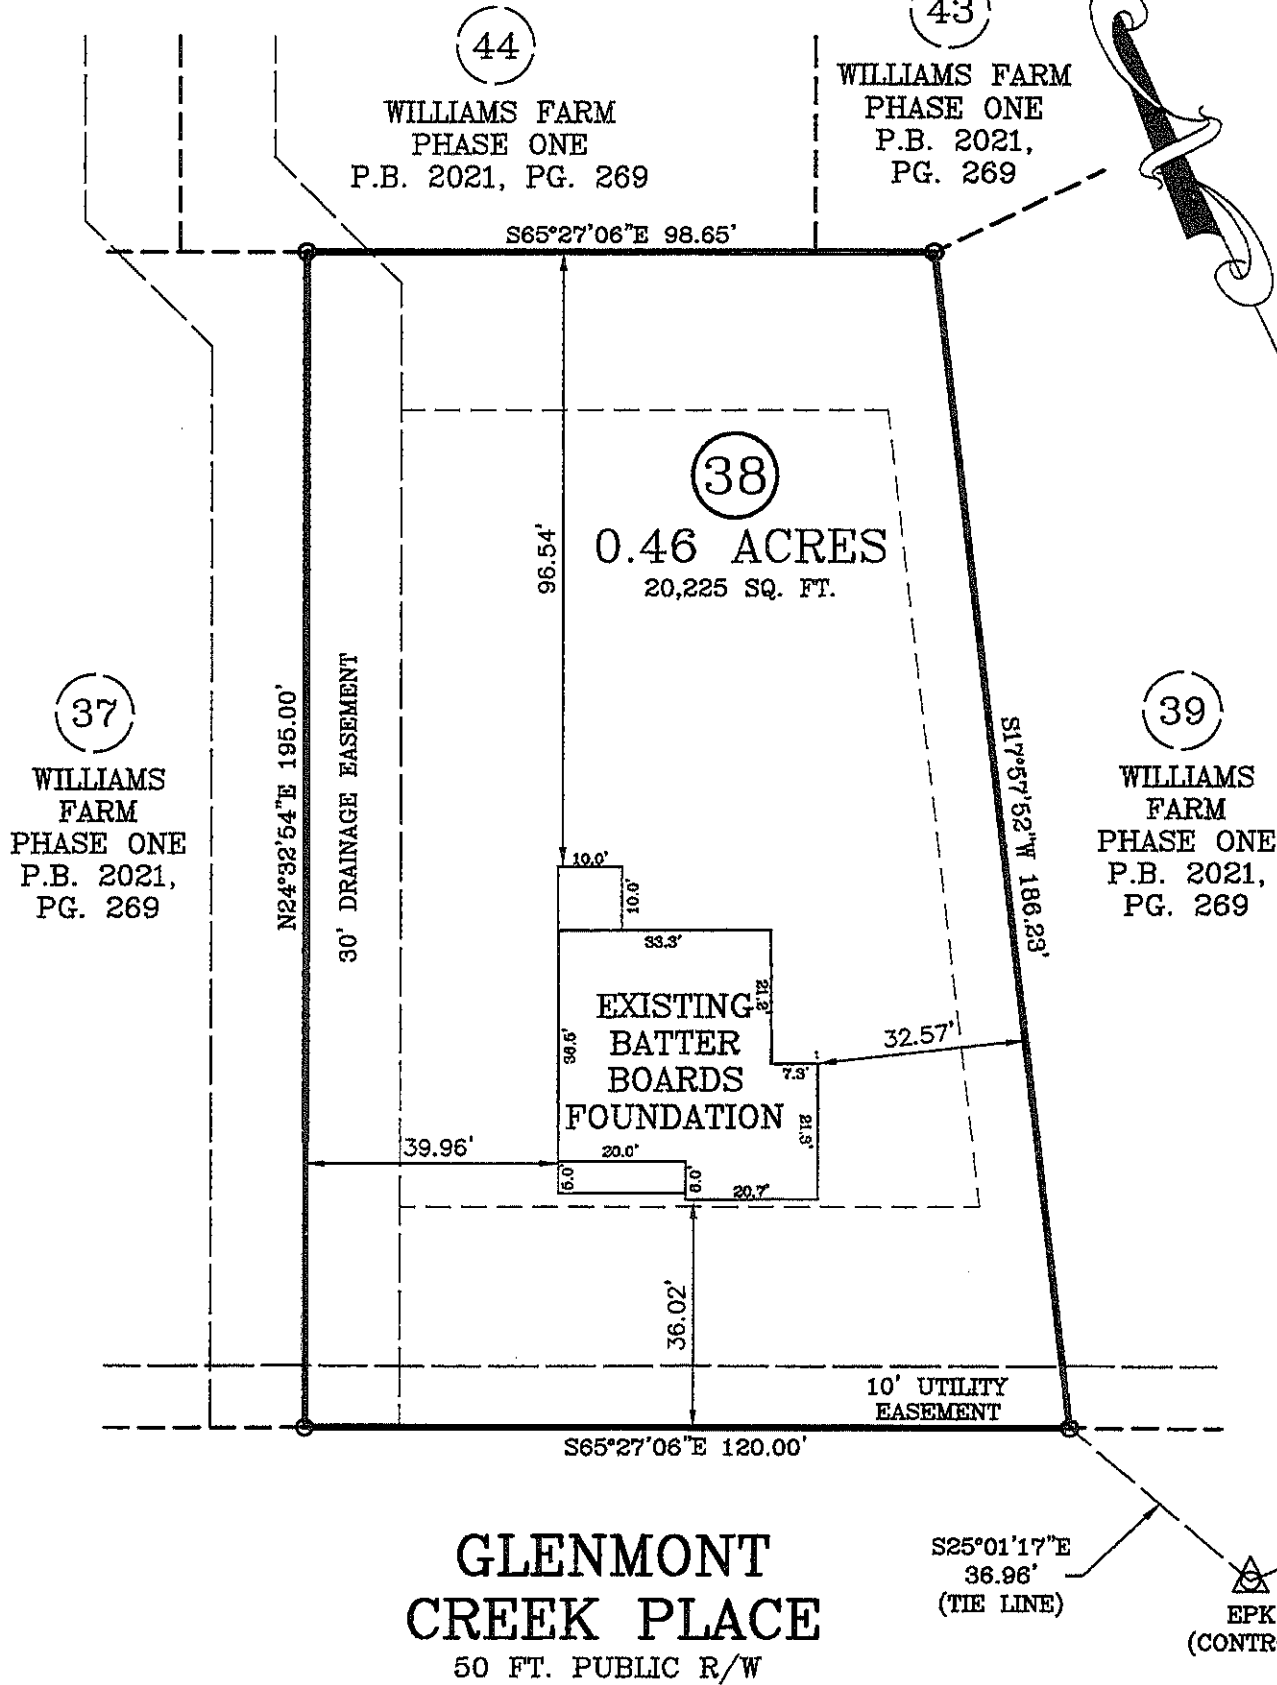 44
WILLIAMS FARM
PHASE ONE
P.B. 2021, PG. 269
43
WILLIAMS FARM
PHASE ONE
P.B. 2021,
PG. 269
S65°27'06"E 98.65'
38
0.46 ACRES
20,225 SQ. FT.
96.54'
37
WILLIAMS
FARM
PHASE ONE
P.B. 2021,
PG. 269
N24°32'54"E 195.00'
30' DRAINAGE EASEMENT
S17°57'52"W 186.23'
39
WILLIAMS
FARM
PHASE ONE
P.B. 2021,
PG. 269
10.0'
10.0'
33.3'
21.2'
36.5'
EXISTING
BATTER
BOARDS
FOUNDATION
7.3'
32.57'
21.3'
39.96'
20.0'
5.0'
6.0'
20.7'
36.02'
10' UTILITY
EASEMENT
S65°27'06"E 120.00'
GLENMONT
CREEK PLACE
50 FT. PUBLIC R/W
S25°01'17"E
36.96'
(TIE LINE)
EPK
(CONTR